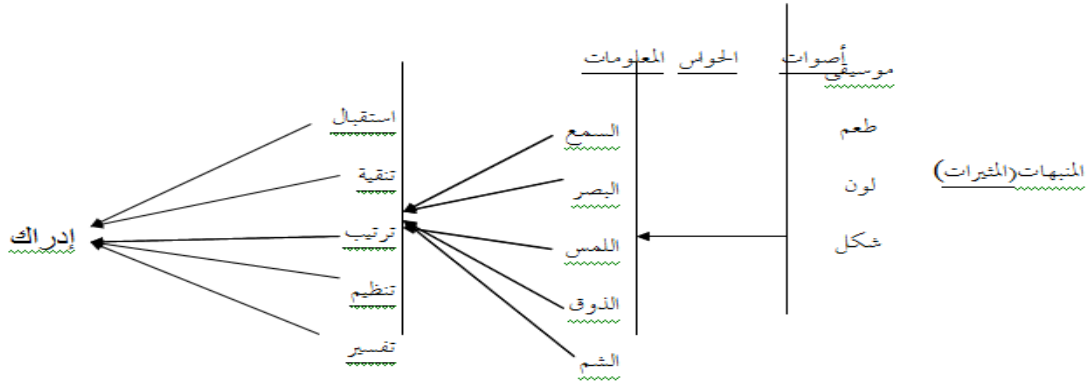 أصوات الحواس المعلومات
موسيقى
طعم
لون
شكل
المنبهات(المثيرات)
السمع
البصر
اللمس
الذوق
الشم
استقبال
تنقية
ترتيب
تنظيم
تفسير
إدراك